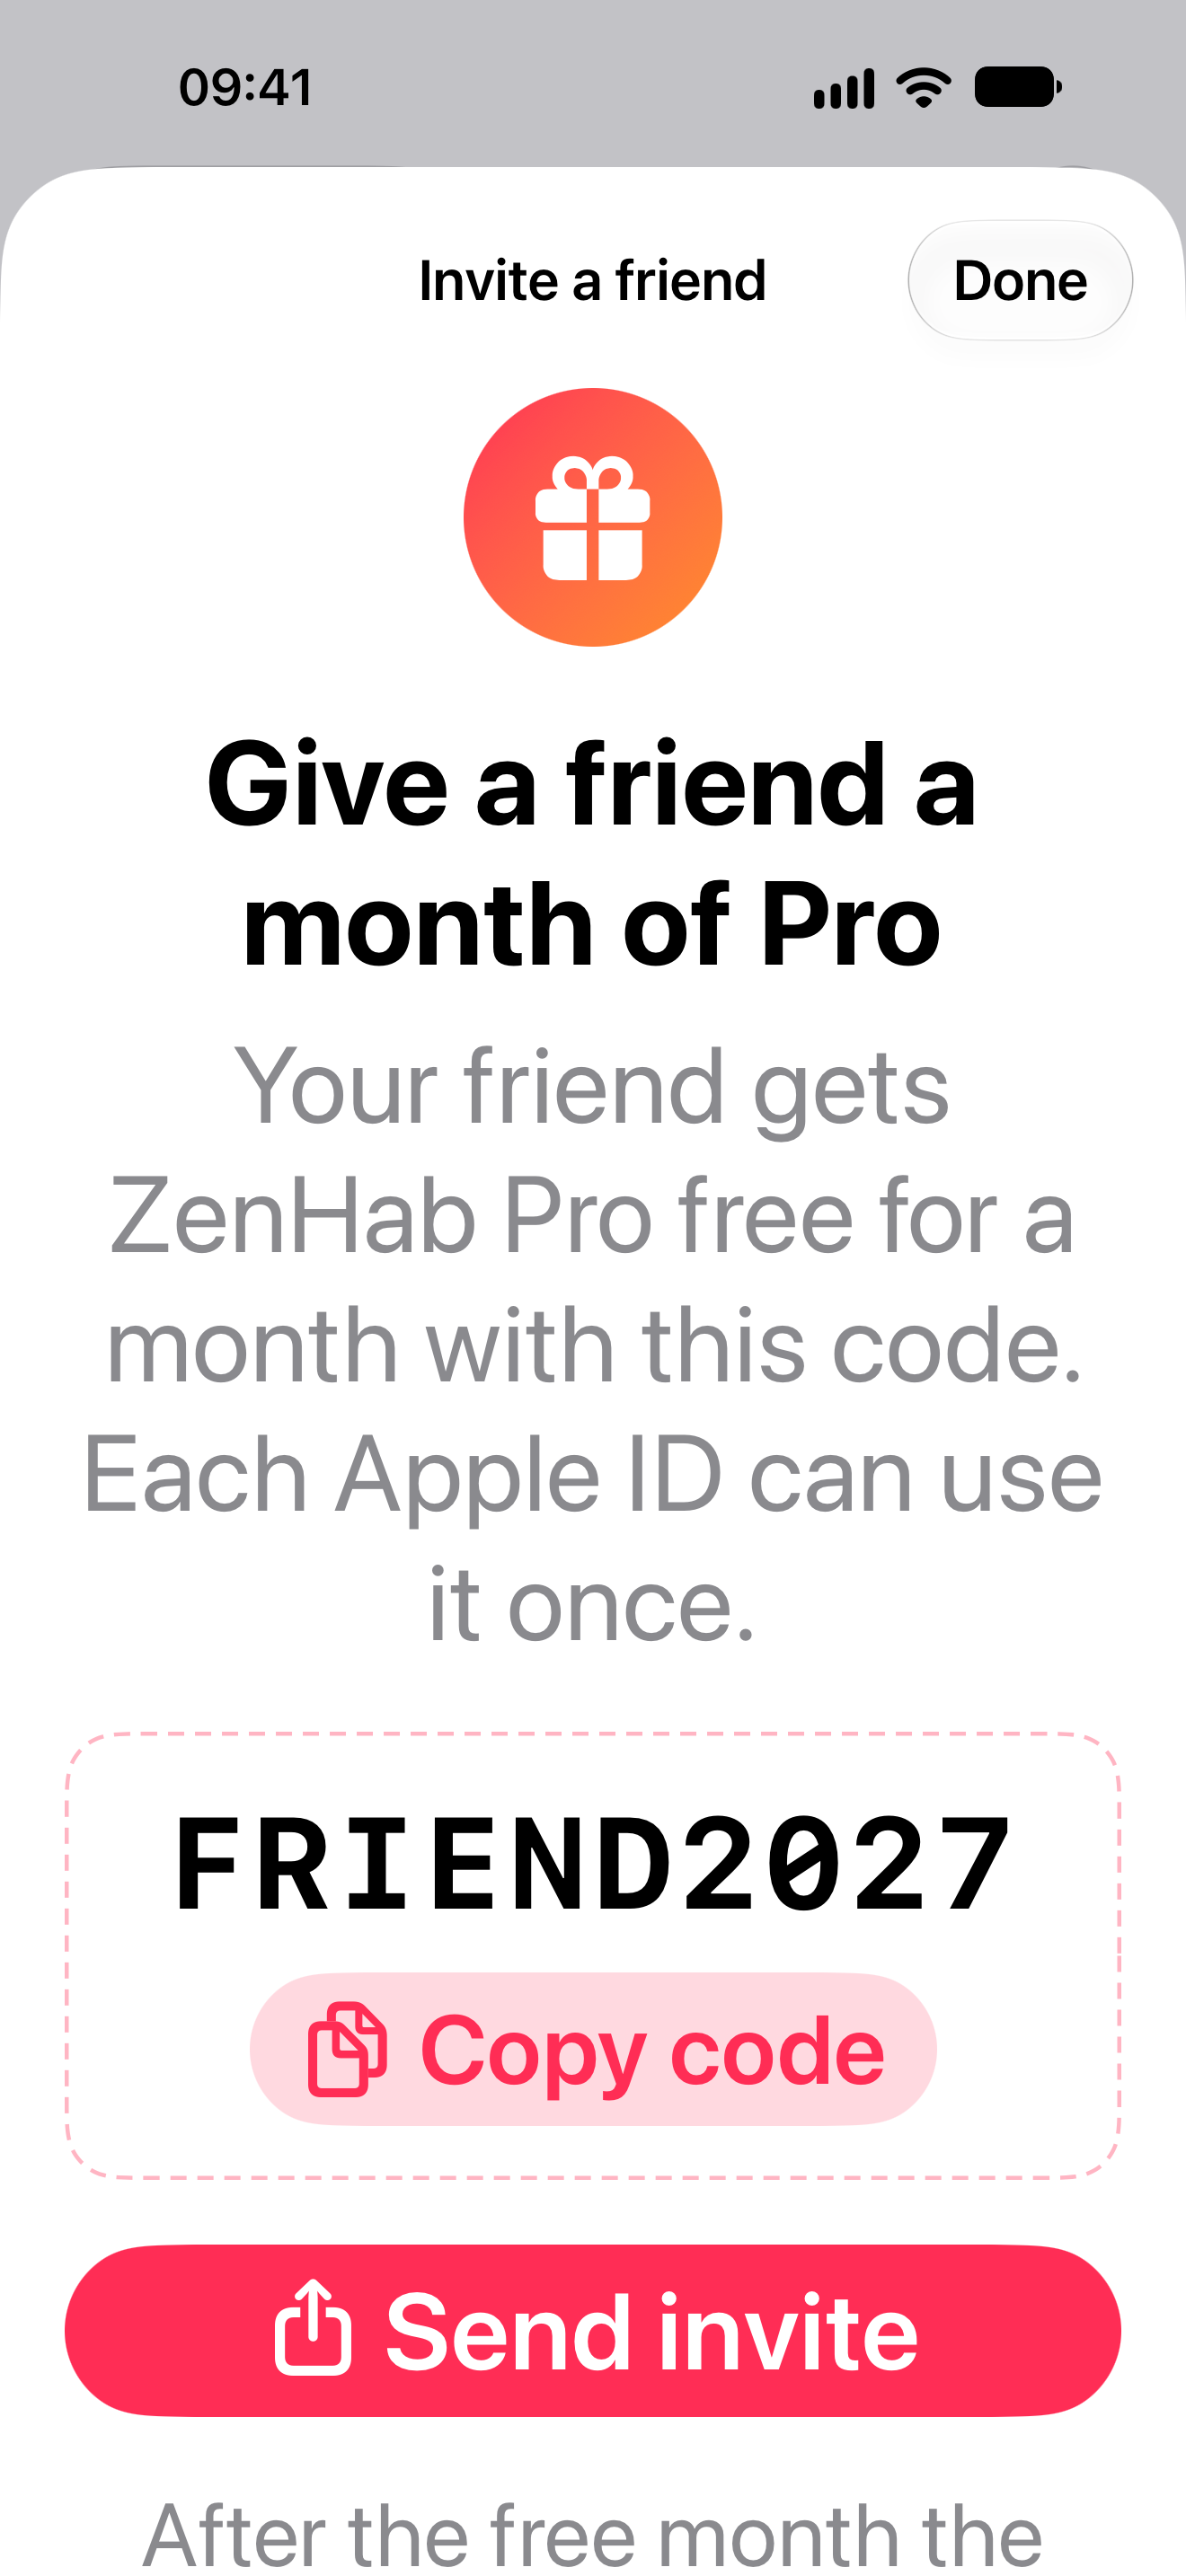 09:41
Invite a friend
Done
Give a friend a
month of Pro
Your friend gets
ZenHab Pro free for a
month with this code.
Each Apple ID can use
it once.
FRIEND2027
Copy code
Send invite
After the free month the